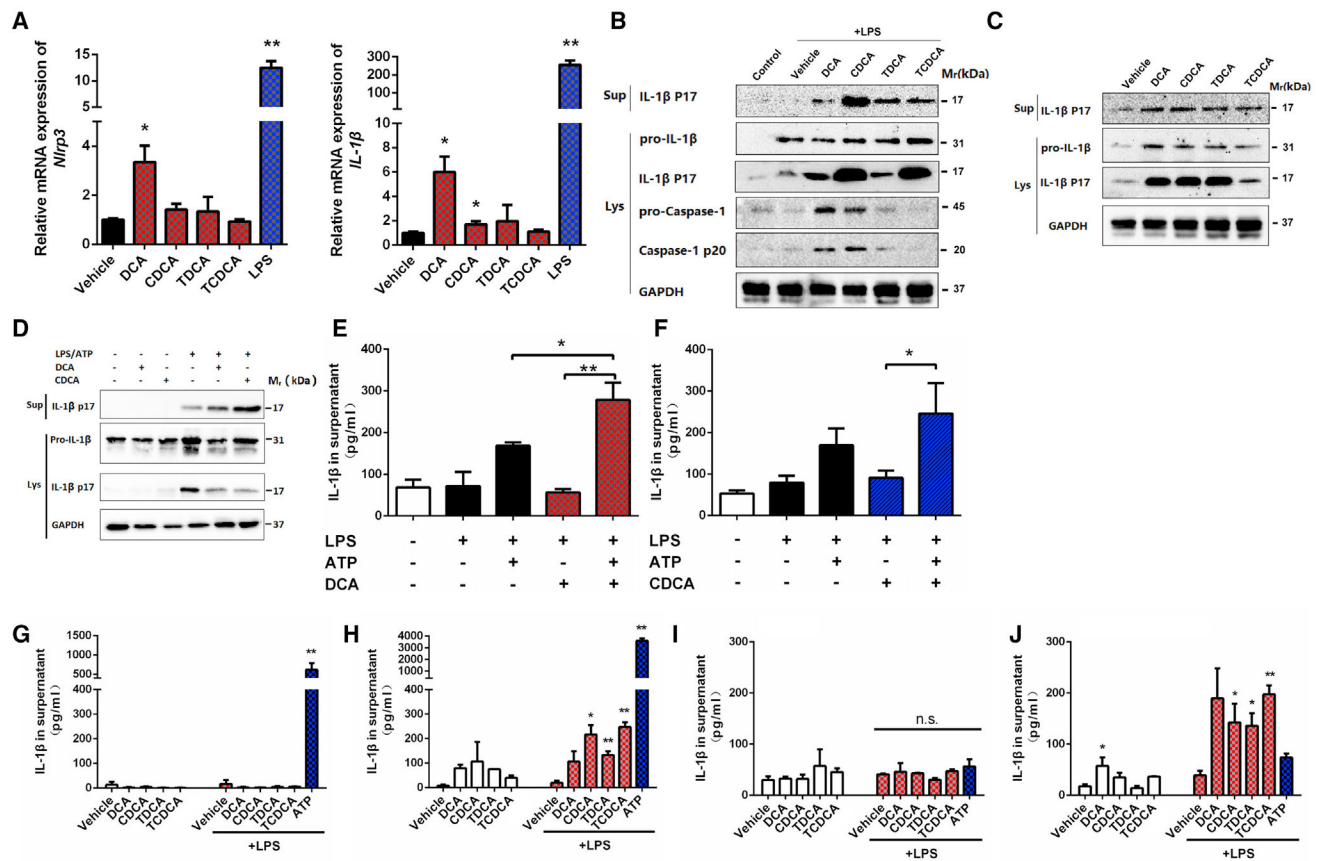 A
Relative mRNA expression of
Nlrp3
15
10
5
4
2
0
*
**
Vehicle
DCA
CDCA
TDCA
TCDCA
LPS
Relative mRNA expression of
IL-1β
300
200
100
8
6
4
2
0
*
*
**
Vehicle
DCA
CDCA
TDCA
TCDCA
LPS
B
+LPS
Control
Vehicle
DCA
CDCA
TDCA
TCDCA
Mr(kDa)
Sup
IL-1β P17
17
pro-IL-1β
31
IL-1β P17
17
Lys
pro-Caspase-1
45
Caspase-1 p20
20
GAPDH
37
C
Vehicle
DCA
CDCA
TDCA
TCDCA
Mr(kDa)
Sup
IL-1β P17
17
pro-IL-1β
31
Lys
IL-1β P17
17
GAPDH
37
D
LPS/ATP - - - + + +
DCA - + - - + -
CDCA - - + - - +
Mr (kDa)
Sup
IL-1β p17
17
Pro-IL-1β
31
Lys
IL-1β p17
17
GAPDH
37
E
IL-1β in surpernatant
(pg/ml)
400
300
200
100
0
*
**
LPS - + + + +
ATP - - + - +
DCA - - - + +
F
IL-1β in surpernatant
(pg/ml)
400
300
200
100
0
*
LPS - + + + +
ATP - - + - +
CDCA - - - + +
G
IL-1β in surpernatant
(pg/ml)
1500
1000
500
400
300
200
100
0
**
Vehicle
DCA
CDCA
TDCA
TCDCA
Vehicle
DCA
CDCA
TDCA
TCDCA
ATP
+LPS
H
IL-1β in surpernatant
(pg/ml)
4000
3000
2000
1000
400
300
200
100
0
*
**
**
**
Vehicle
DCA
CDCA
TDCA
TCDCA
Vehicle
DCA
CDCA
TDCA
TCDCA
ATP
+LPS
I
IL-1β in surpernatant
(pg/ml)
300
200
100
0
n.s.
Vehicle
DCA
CDCA
TDCA
TCDCA
Vehicle
DCA
CDCA
TDCA
TCDCA
ATP
+LPS
J
IL-1β in surpernatant
(pg/ml)
300
200
100
0
*
*
*
**
Vehicle
DCA
CDCA
TDCA
TCDCA
Vehicle
DCA
CDCA
TDCA
TCDCA
ATP
+LPS